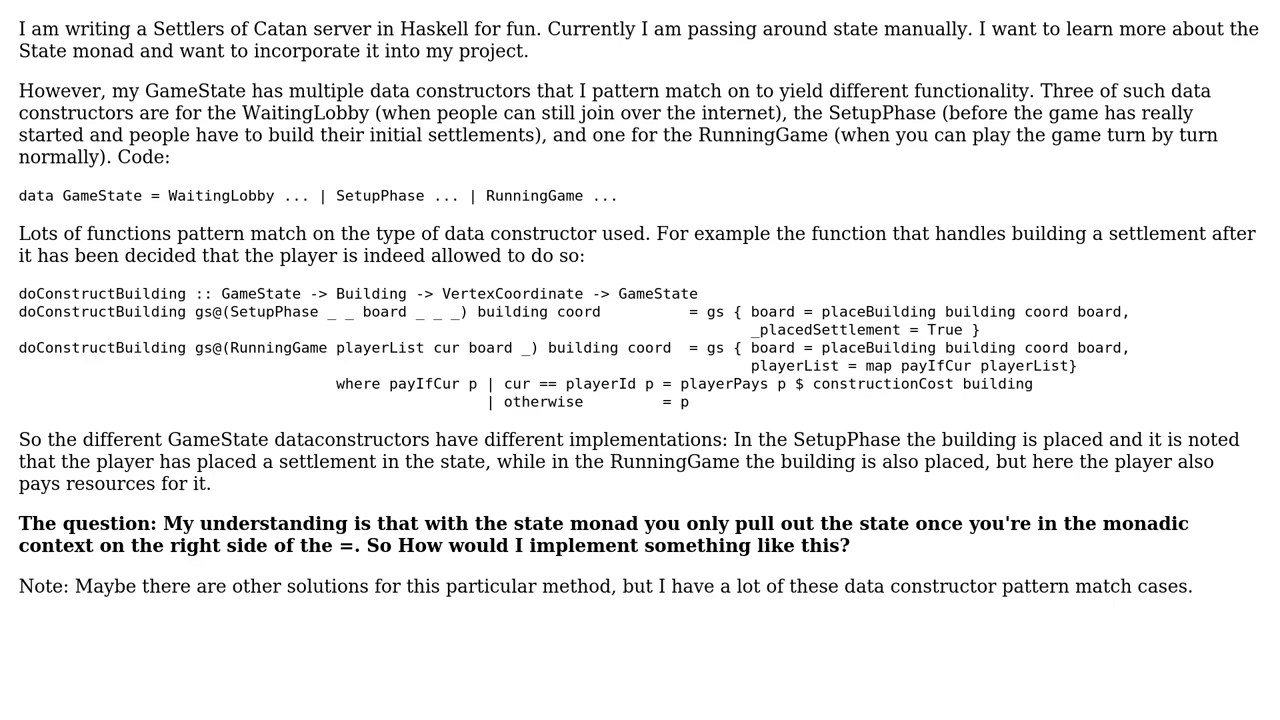 I am writing a Settlers of Catan server in Haskell for fun. Currently I am passing around state manually. I want to learn more about the
State monad and want to incorporate it into my project.
However, my GameState has multiple data constructors that I pattern match on to yield different functionality. Three of such data
constructors are for the WaitingLobby (when people can still join over the internet), the SetupPhase (before the game has really
started and people have to build their initial settlements), and one for the RunningGame (when you can play the game turn by turn
normally). Code:
data GameState = WaitingLobby ... | SetupPhase ... | RunningGame ...
Lots of functions pattern match on the type of data constructor used. For example the function that handles building a settlement after
it has been decided that the player is indeed allowed to do so:
doConstructBuilding :: GameState -> Building -> VertexCoordinate -> GameState
doConstructBuilding gs@(SetupPhase _ _ board _ _ _) building coord          = gs { board = placeBuilding building coord board,
                                                                                   _placedSettlement = True }
doConstructBuilding gs@(RunningGame playerList cur board _) building coord  = gs { board = placeBuilding building coord board,
                                                                                   playerList = map payIfCur playerList}
                                    where payIfCur p | cur == playerId p = playerPays p $ constructionCost building
                                                     | otherwise         = p
So the different GameState dataconstructors have different implementations: In the SetupPhase the building is placed and it is noted
that the player has placed a settlement in the state, while in the RunningGame the building is also placed, but here the player also
pays resources for it.
The question: My understanding is that with the state monad you only pull out the state once you're in the monadic
context on the right side of the =. So How would I implement something like this?
Note: Maybe there are other solutions for this particular method, but I have a lot of these data constructor pattern match cases.